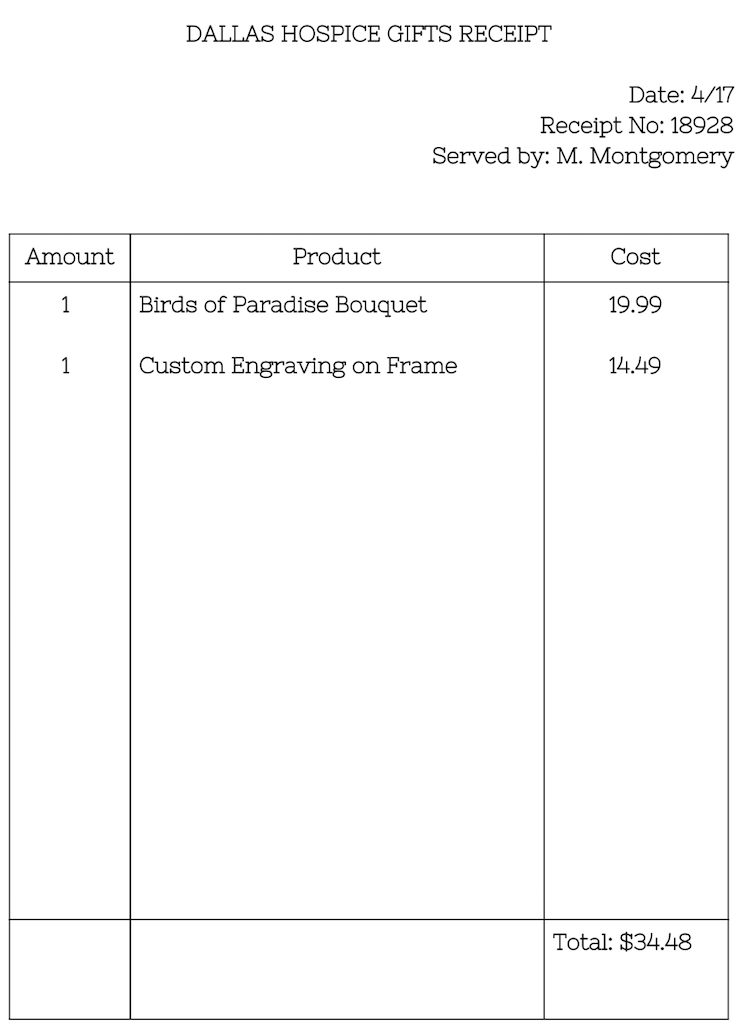 DALLAS HOSPICE GIFTS RECEIPT
Date: 4/17
Receipt No: 18928
Served by: M. Montgomery
Amount Product Cost
1 Birds of Paradise Bouquet 19.99
1 Custom Engraving on Frame 14.49
Total: $34.48